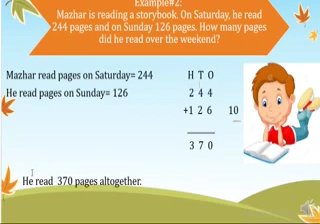 Example#2:
Mazhar is reading a storybook. On Saturday, he read
244 pages and on Sunday 126 pages. How many pages
did he read over the weekend?
Mazhar read pages on Saturday= 244
He read pages on Sunday= 126
H T O
2 4 4
+1 2 6 10
3 7 0
He read 370 pages altogether.